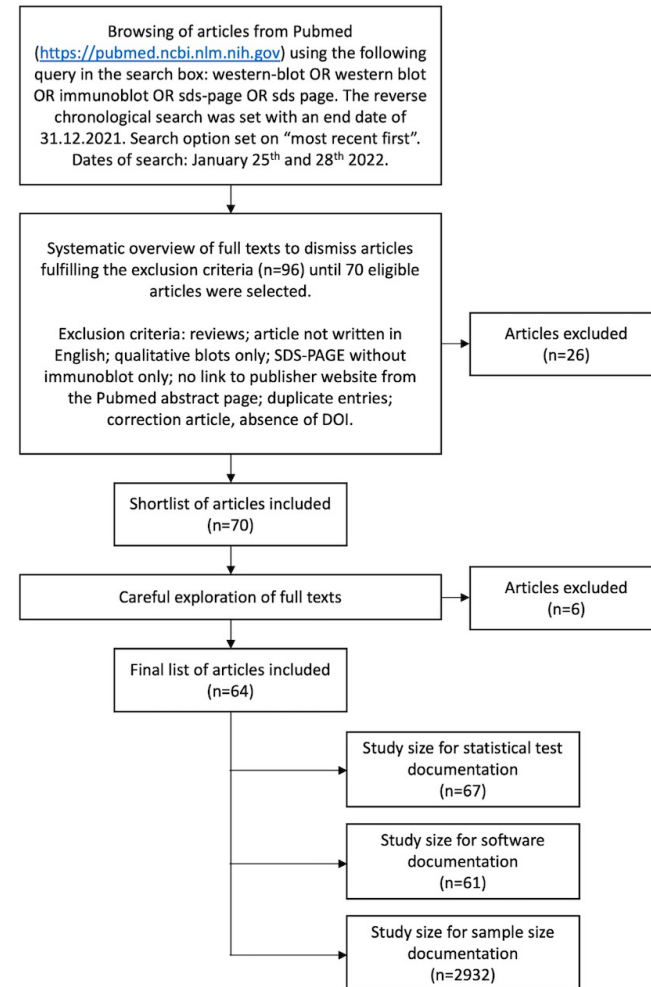 Browsing of articles from Pubmed
(https://pubmed.ncbi.nlm.nih.gov) using the following
query in the search box: western-blot OR western blot
OR immunoblot OR sds-page OR sds page. The reverse
chronological search was set with an end date of
31.12.2021. Search option set on “most recent first”.
Dates of search: January 25th and 28th 2022.
Systematic overview of full texts to dismiss articles
fulfilling the exclusion criteria (n=96) until 70 eligible
articles were selected.
Exclusion criteria: reviews; article not written in
English; qualitative blots only; SDS-PAGE without
immunoblot only; no link to publisher website from
the Pubmed abstract page; duplicate entries;
correction article, absence of DOI.
Articles excluded
(n=26)
Shortlist of articles included
(n=70)
Careful exploration of full texts
Articles excluded
(n=6)
Final list of articles included
(n=64)
Study size for statistical test
documentation
(n=67)
Study size for software
documentation
(n=61)
Study size for sample size
documentation
(n=2932)